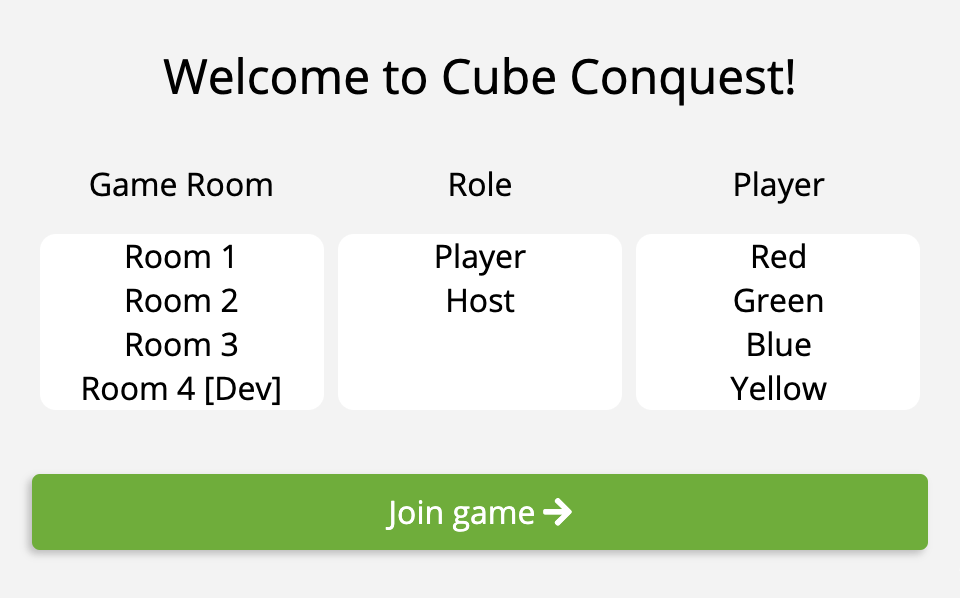 Welcome to Cube Conquest!
Game Room
Role
Player
Room 1
Room 2
Room 3
Room 4 [Dev]
Player
Host
Red
Green
Blue
Yellow
Join game →